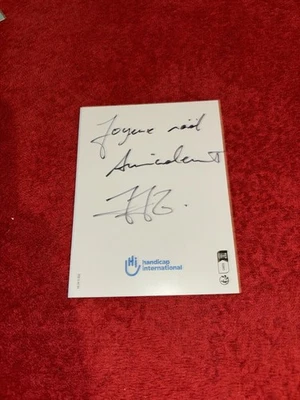 Joyeux noël
Amicalement
handicap
international